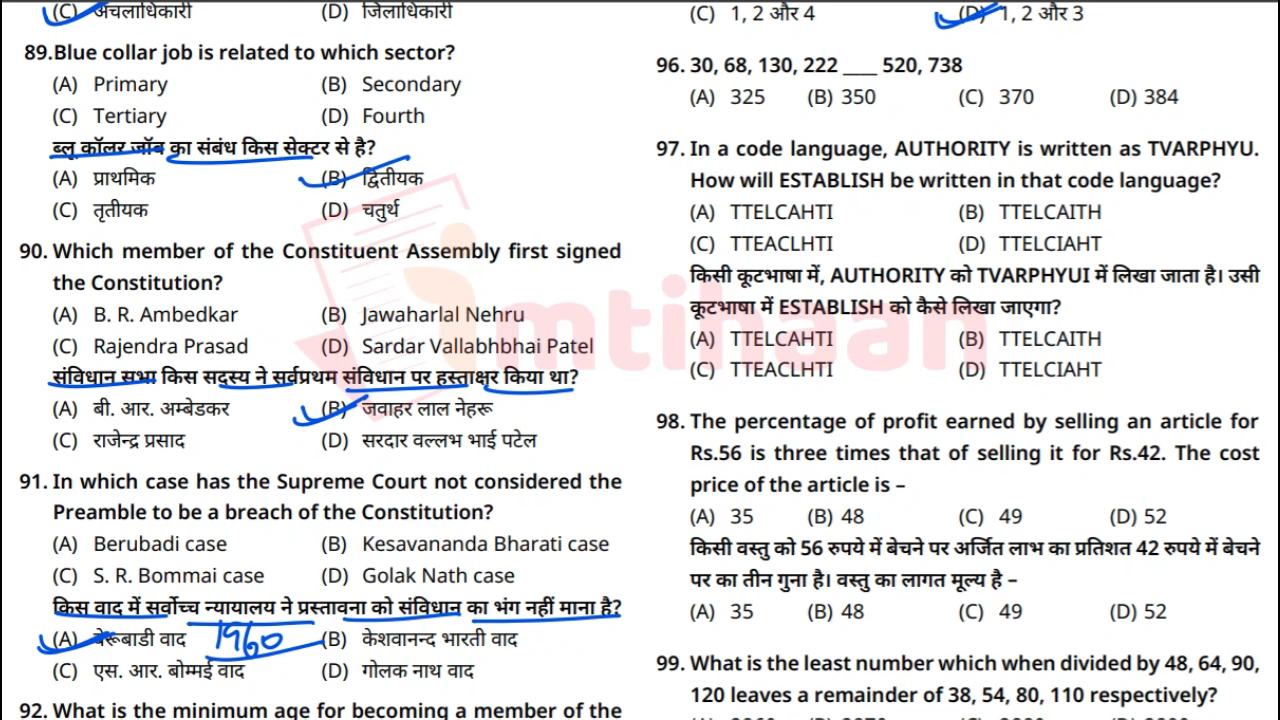 (C) अंचलाधिकारी (D) जिलाधिकारी
89.Blue collar job is related to which sector?
(A) Primary (B) Secondary
(C) Tertiary (D) Fourth
ब्लू कॉलर जॉब का संबंध किस सेक्टर से है?
(A) प्राथमिक (B) द्वितीयक
(C) तृतीयक (D) चतुर्थ
90. Which member of the Constituent Assembly first signed
the Constitution?
(A) B. R. Ambedkar (B) Jawaharlal Nehru
(C) Rajendra Prasad (D) Sardar Vallabhbhai Patel
संविधान सभा किस सदस्य ने सर्वप्रथम संविधान पर हस्ताक्षर किया था?
(A) बी. आर. अम्बेडकर (B) जवाहर लाल नेहरू
(C) राजेन्द्र प्रसाद (D) सरदार वल्लभ भाई पटेल
91. In which case has the Supreme Court not considered the
Preamble to be a breach of the Constitution?
(A) Berubadi case (B) Kesavananda Bharati case
(C) S. R. Bommai case (D) Golak Nath case
किस वाद में सर्वोच्च न्यायालय ने प्रस्तावना को संविधान का भंग नहीं माना है?
(A) बेरूबाडी वाद 1960 (B) केशवानन्द भारती वाद
(C) एस. आर. बोम्मई वाद (D) गोलक नाथ वाद
92. What is the minimum age for becoming a member of the
(C) 1, 2 और 4 (D) 1, 2 और 3
96. 30, 68, 130, 222 ____ 520, 738
(A) 325 (B) 350 (C) 370 (D) 384
97. In a code language, AUTHORITY is written as TVARPHYU.
How will ESTABLISH be written in that code language?
(A) TTELCAHTI (B) TTELCAITH
(C) TTEACLHTI (D) TTELCIAHT
किसी कूटभाषा में, AUTHORITY को TVARPHYUI में लिखा जाता है। उसी
कूटभाषा में ESTABLISH को कैसे लिखा जाएगा?
(A) TTELCAHTI (B) TTELCAITH
(C) TTEACLHTI (D) TTELCIAHT
98. The percentage of profit earned by selling an article for
Rs.56 is three times that of selling it for Rs.42. The cost
price of the article is –
(A) 35 (B) 48 (C) 49 (D) 52
किसी वस्तु को 56 रुपये में बेचने पर अर्जित लाभ का प्रतिशत 42 रुपये में बेचने
पर का तीन गुना है। वस्तु का लागत मूल्य है –
(A) 35 (B) 48 (C) 49 (D) 52
99. What is the least number which when divided by 48, 64, 90,
120 leaves a remainder of 38, 54, 80, 110 respectively?
imtihaan